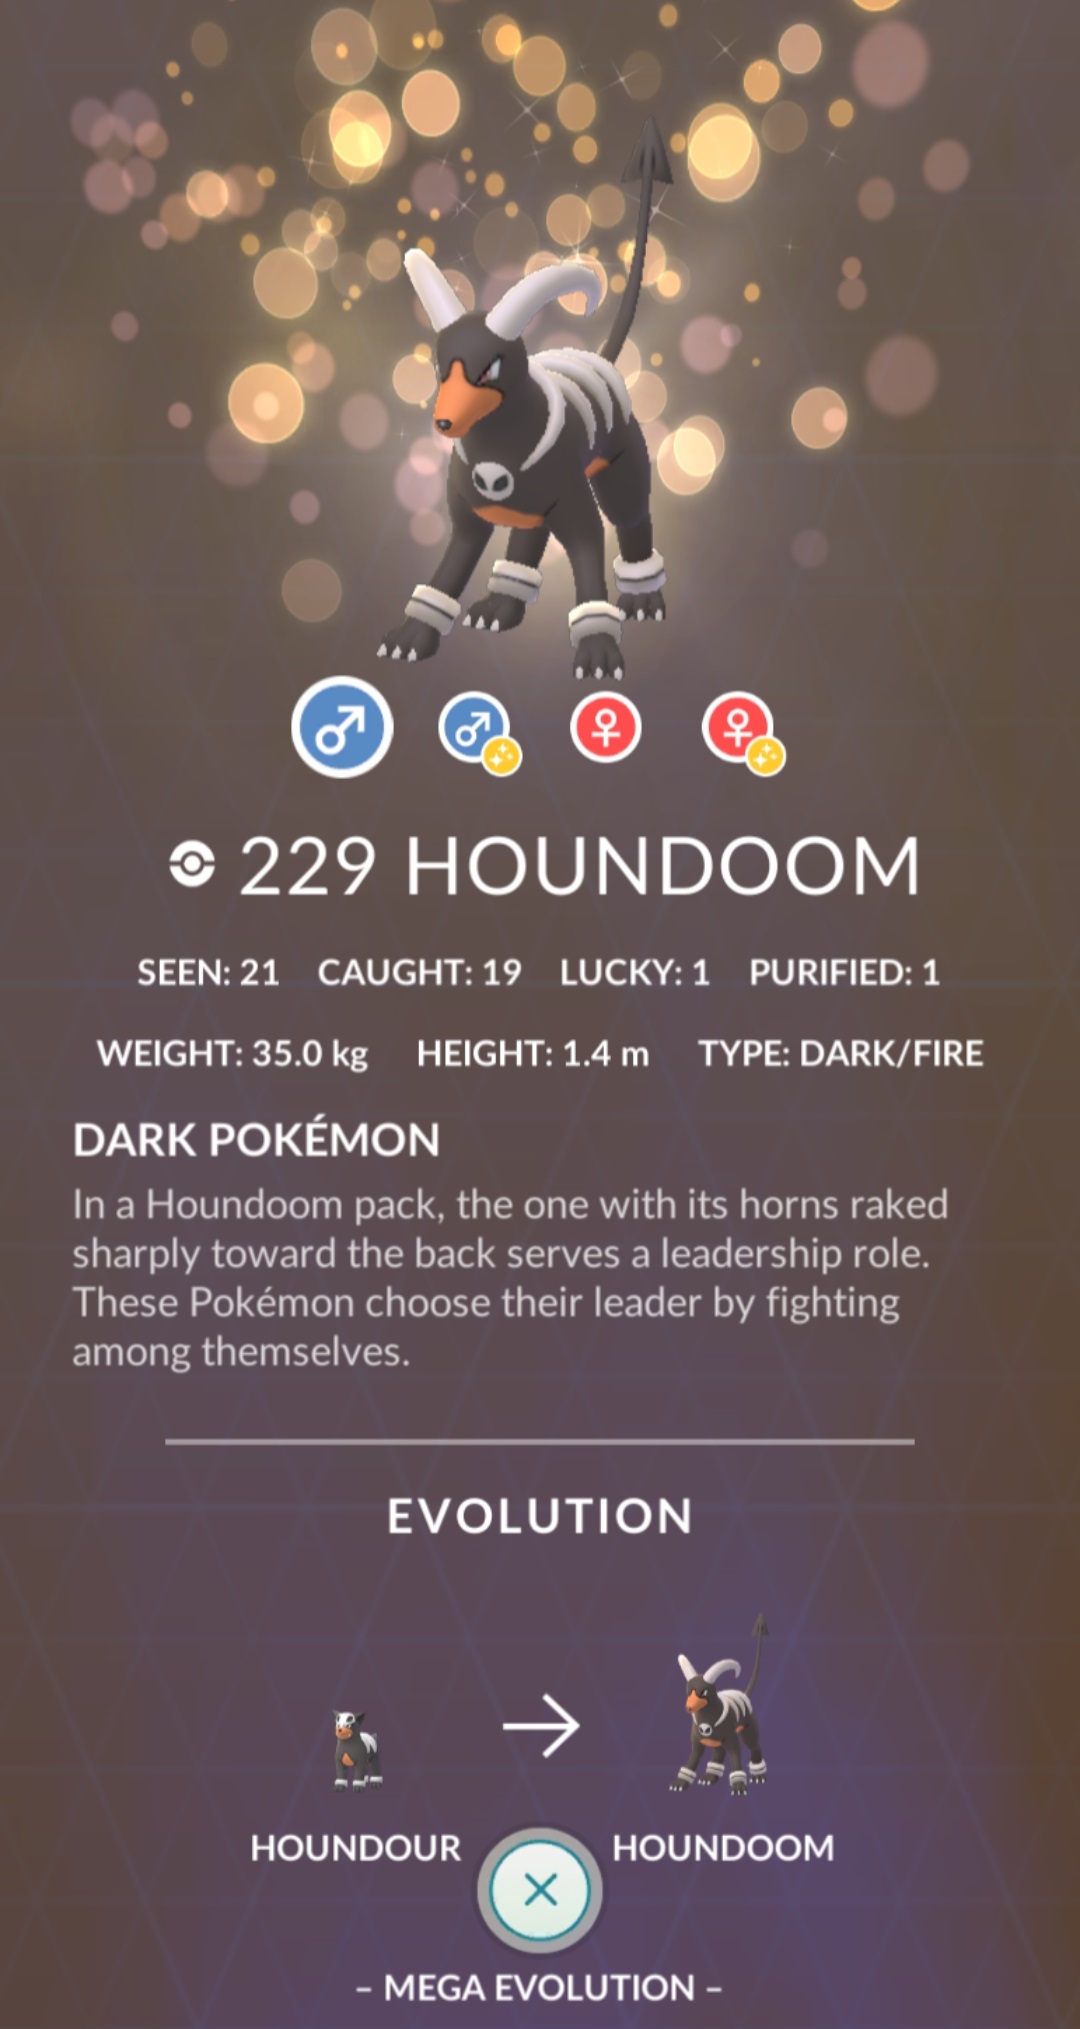 229 HOUNDOOM
SEEN: 21 CAUGHT: 19 LUCKY: 1 PURIFIED: 1
WEIGHT: 35.0 kg HEIGHT: 1.4 m TYPE: DARK/FIRE
DARK POKÉMON
In a Houndoom pack, the one with its horns raked
sharply toward the back serves a leadership role.
These Pokémon choose their leader by fighting
among themselves.
EVOLUTION
HOUNDOUR HOUNDOOM
– MEGA EVOLUTION –